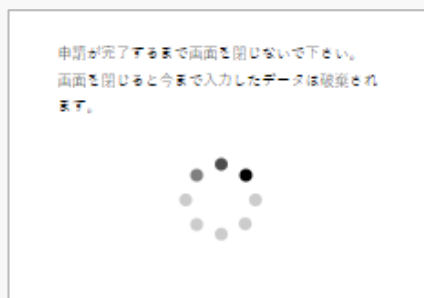 申請が完了するまで画面を閉じないで下さい。
画面を閉じると今まで入力したデータは破棄され
ます。